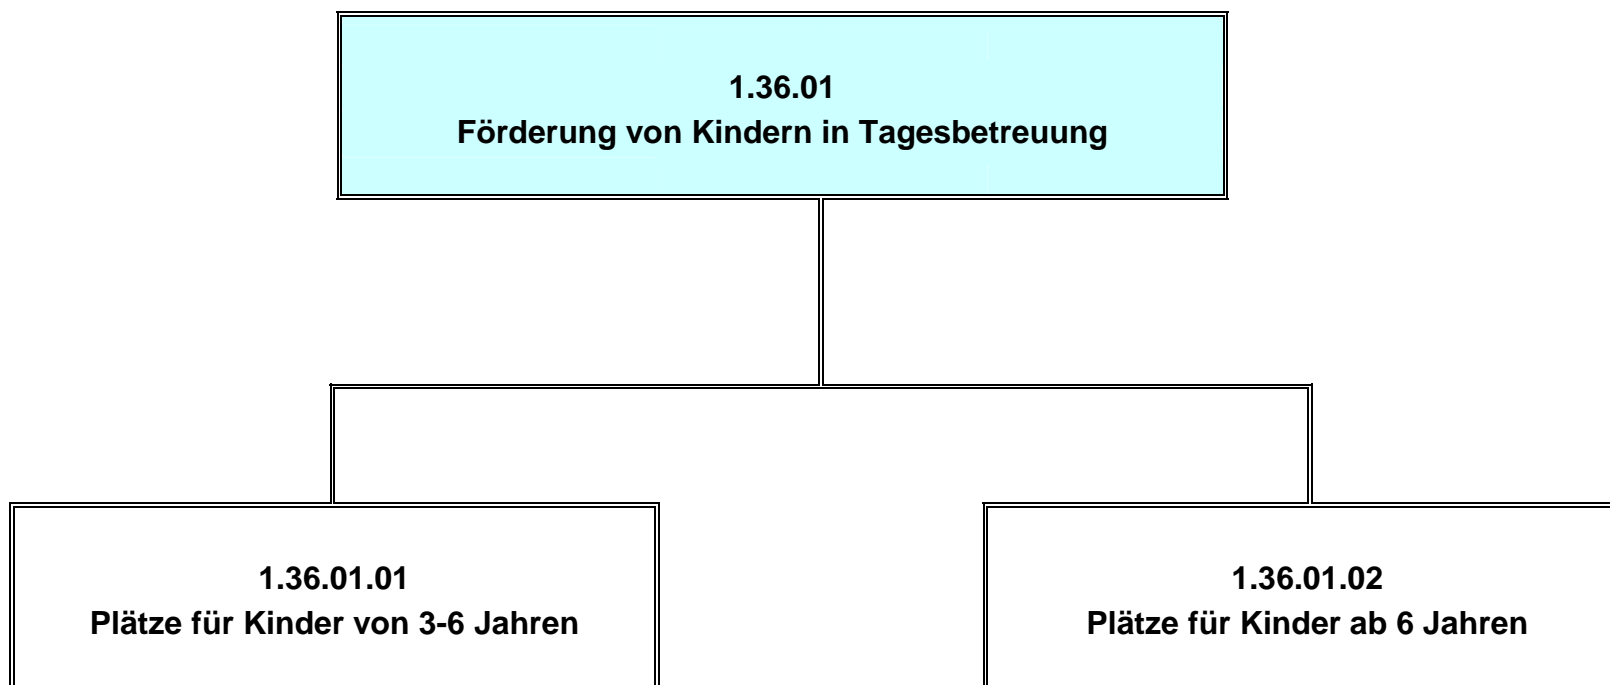 1.36.01
Förderung von Kindern in Tagesbetreuung
1.36.01.01
Plätze für Kinder von 3-6 Jahren
1.36.01.02
Plätze für Kinder ab 6 Jahren